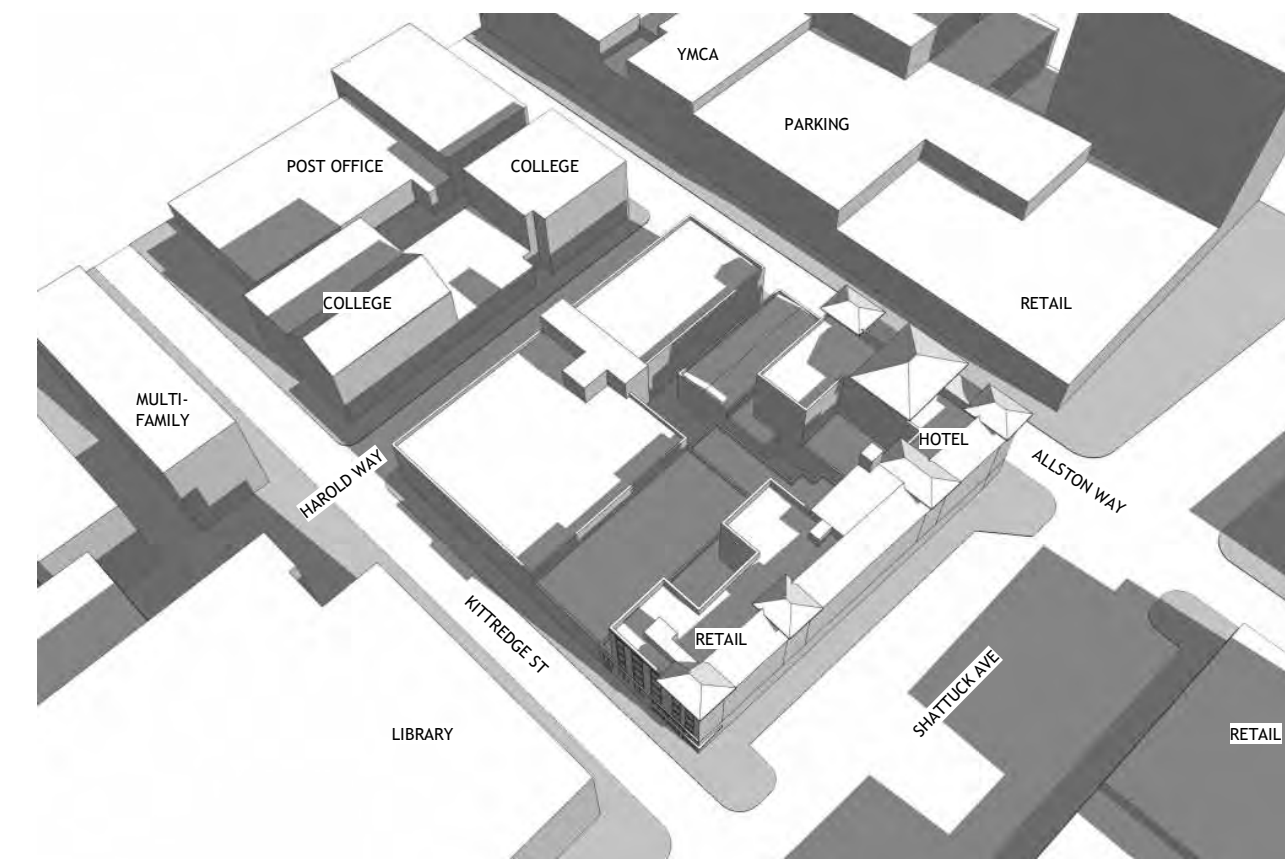 YMCA
PARKING
POST OFFICE
COLLEGE
COLLEGE
RETAIL
MULTI-
FAMILY
HOTEL
HAROLD WAY
ALLSTON WAY
KITTREDGE ST
RETAIL
SHATTUCK AVE
LIBRARY
RETAIL